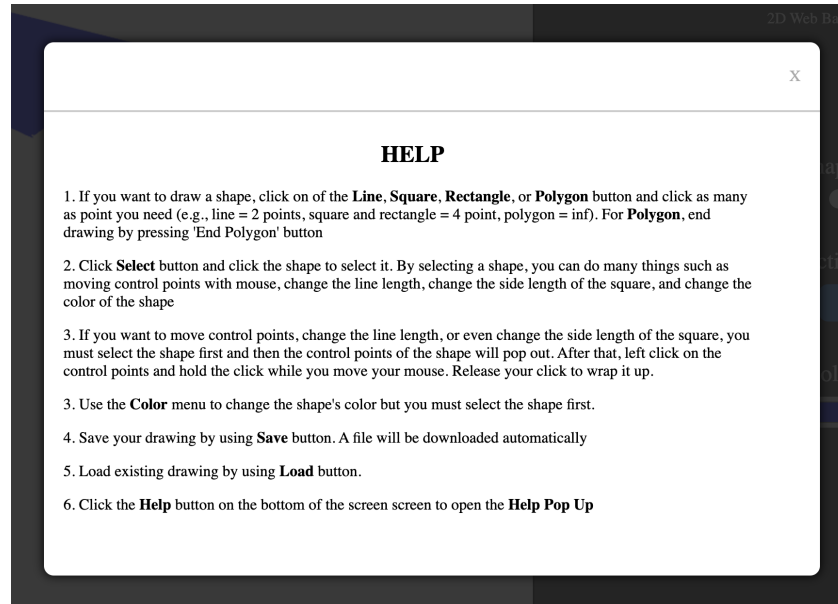 2D Web Ba
X
HELP
1. If you want to draw a shape, click on of the Line, Square, Rectangle, or Polygon button and click as many
as point you need (e.g., line = 2 points, square and rectangle = 4 point, polygon = inf). For Polygon, end
drawing by pressing 'End Polygon' button
2. Click Select button and click the shape to select it. By selecting a shape, you can do many things such as
moving control points with mouse, change the line length, change the side length of the square, and change the
color of the shape
3. If you want to move control points, change the line length, or even change the side length of the square, you
must select the shape first and then the control points of the shape will pop out. After that, left click on the
control points and hold the click while you move your mouse. Release your click to wrap it up.
3. Use the Color menu to change the shape's color but you must select the shape first.
4. Save your drawing by using Save button. A file will be downloaded automatically
5. Load existing drawing by using Load button.
6. Click the Help button on the bottom of the screen screen to open the Help Pop Up